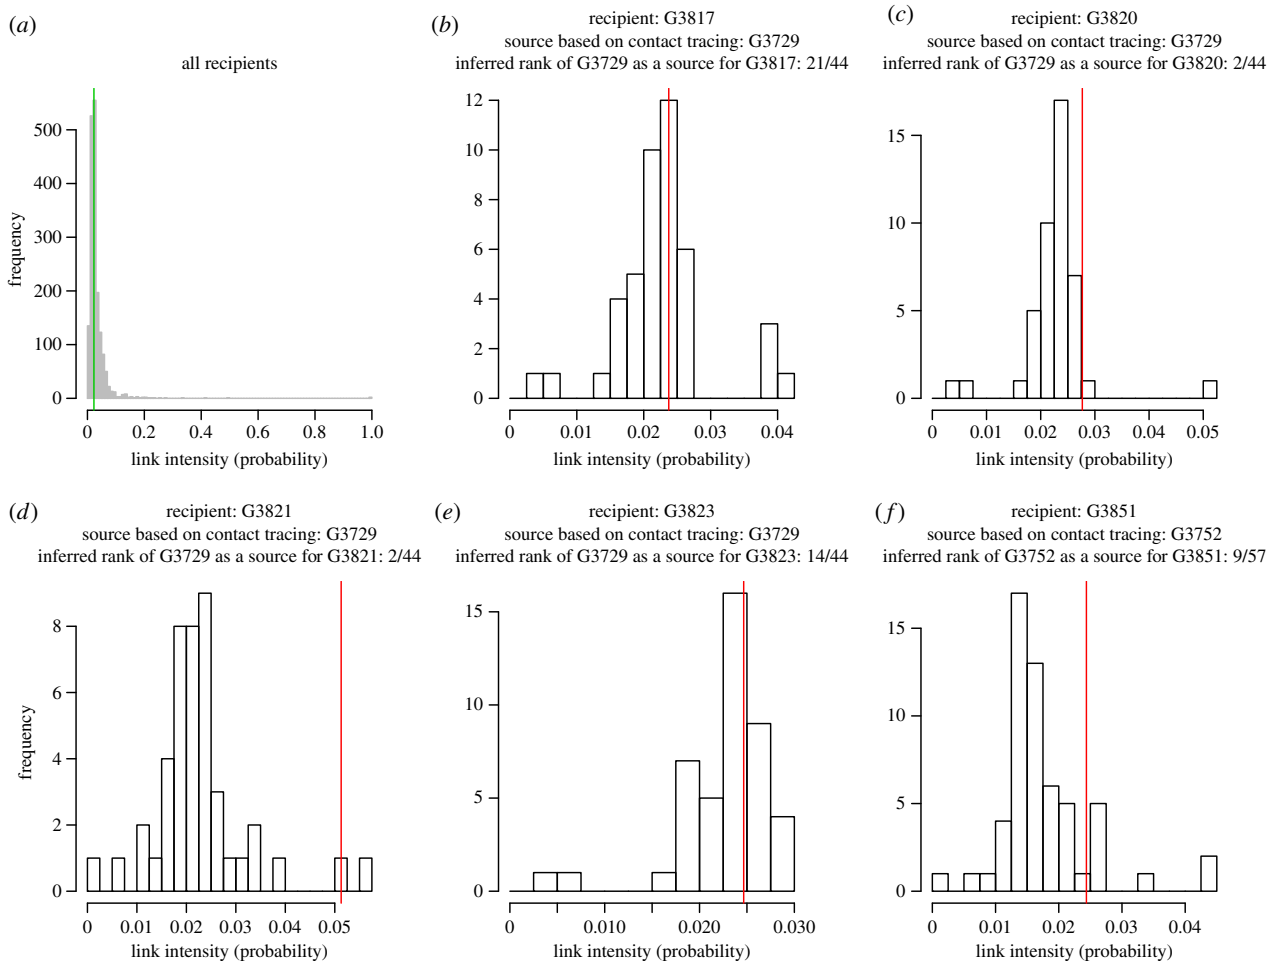 (a)
all recipients
frequency
500
400
300
200
100
0
0 0.2 0.4 0.6 0.8 1.0
link intensity (probability)
(b)
recipient: G3817
source based on contact tracing: G3729
inferred rank of G3729 as a source for G3817: 21/44
12
10
8
6
4
2
0
0 0.01 0.02 0.03 0.04
link intensity (probability)
(c)
recipient: G3820
source based on contact tracing: G3729
inferred rank of G3729 as a source for G3820: 2/44
15
10
5
0
0 0.01 0.02 0.03 0.04 0.05
link intensity (probability)
(d)
recipient: G3821
source based on contact tracing: G3729
inferred rank of G3729 as a source for G3821: 2/44
frequency
8
6
4
2
0
0 0.01 0.02 0.03 0.05
link intensity (probability)
(e)
recipient: G3823
source based on contact tracing: G3729
inferred rank of G3729 as a source for G3823: 14/44
15
10
5
0
0 0.010 0.020 0.030
link intensity (probability)
(f)
recipient: G3851
source based on contact tracing: G3752
inferred rank of G3752 as a source for G3851: 9/57
15
10
5
0
0 0.01 0.02 0.03 0.04
link intensity (probability)